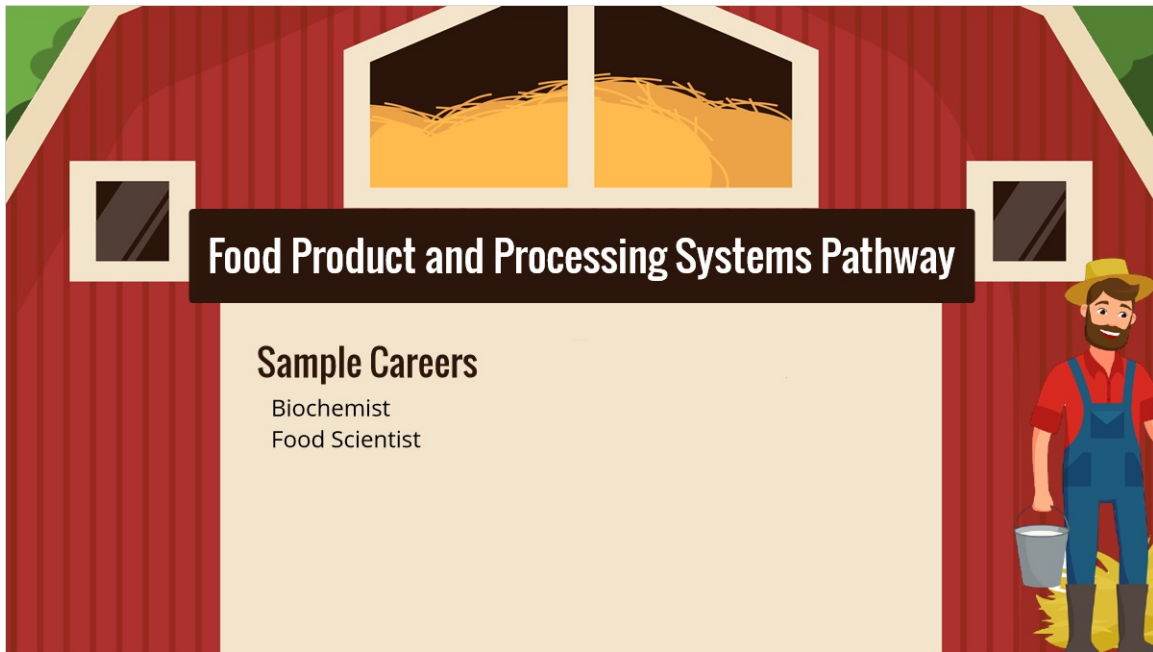 Food Product and Processing Systems Pathway
Sample Careers
Biochemist
Food Scientist